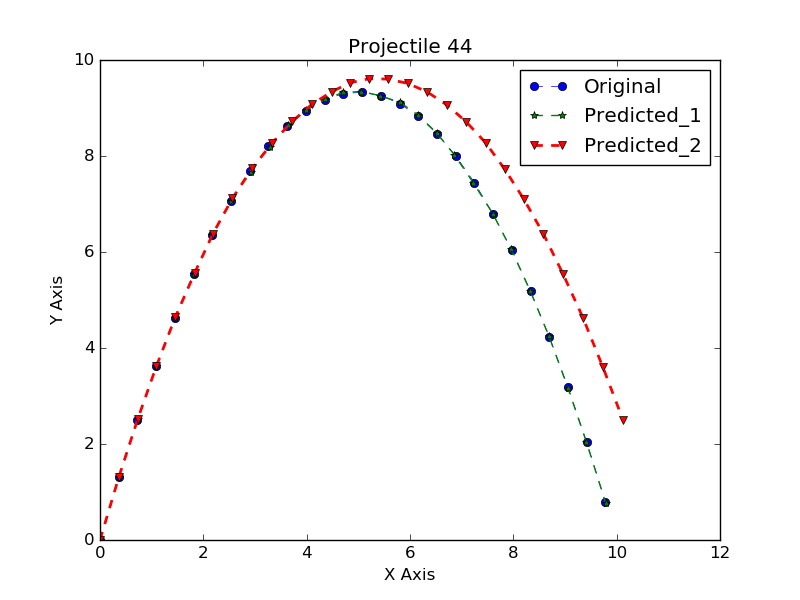 Projectile 44
Original
Predicted_1
Predicted_2
10
8
6
4
2
0
Y Axis
0 2 4 6 8 10 12
X Axis